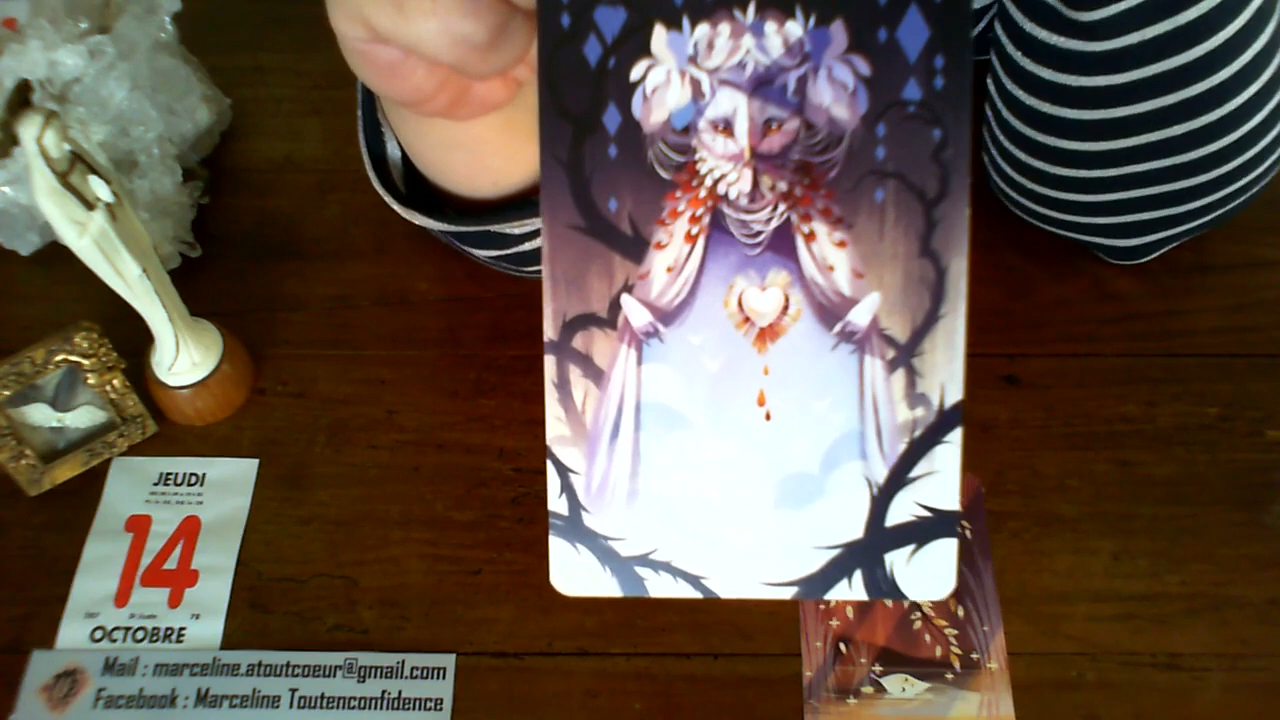 JEUDI
14
OCTOBRE
Mail : marceline.atoutcoeur@gmail.com
Facebook : Marceline Toutenconfidence